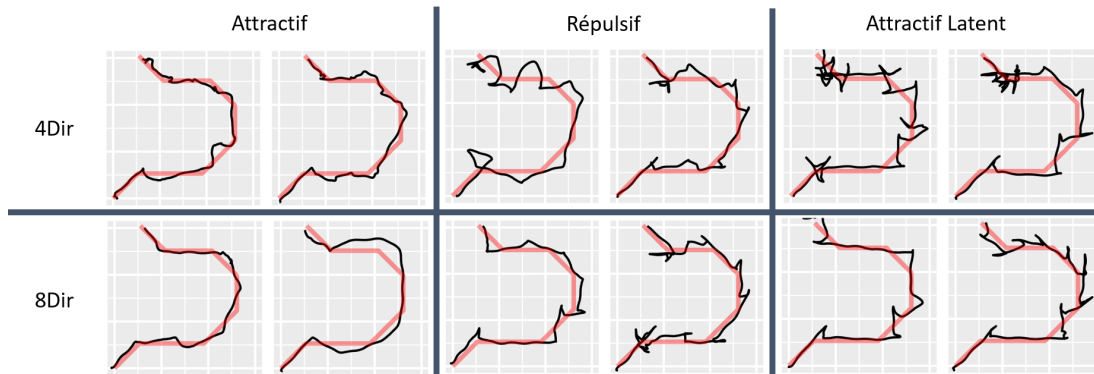 Attractif
Répulsif
Attractif Latent
4Dir
8Dir